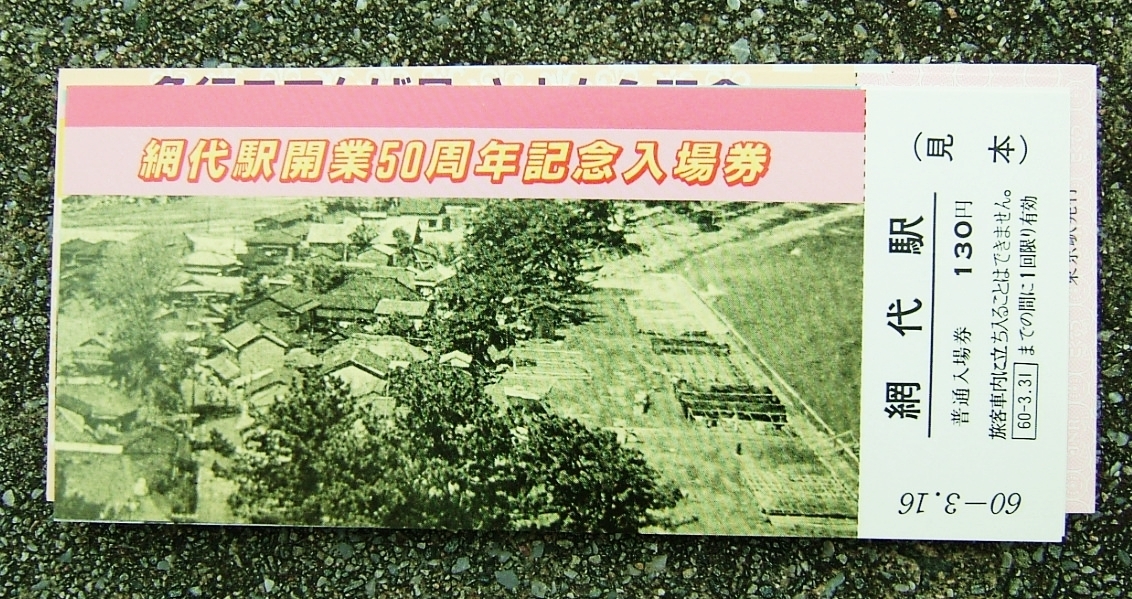 網代駅開業50周年記念入場券
(見本)
網代駅
普通入場券 130円
旅客車内に立ち入ることはできません。
60-3.31 までの間に1回限り有効
60-3.16